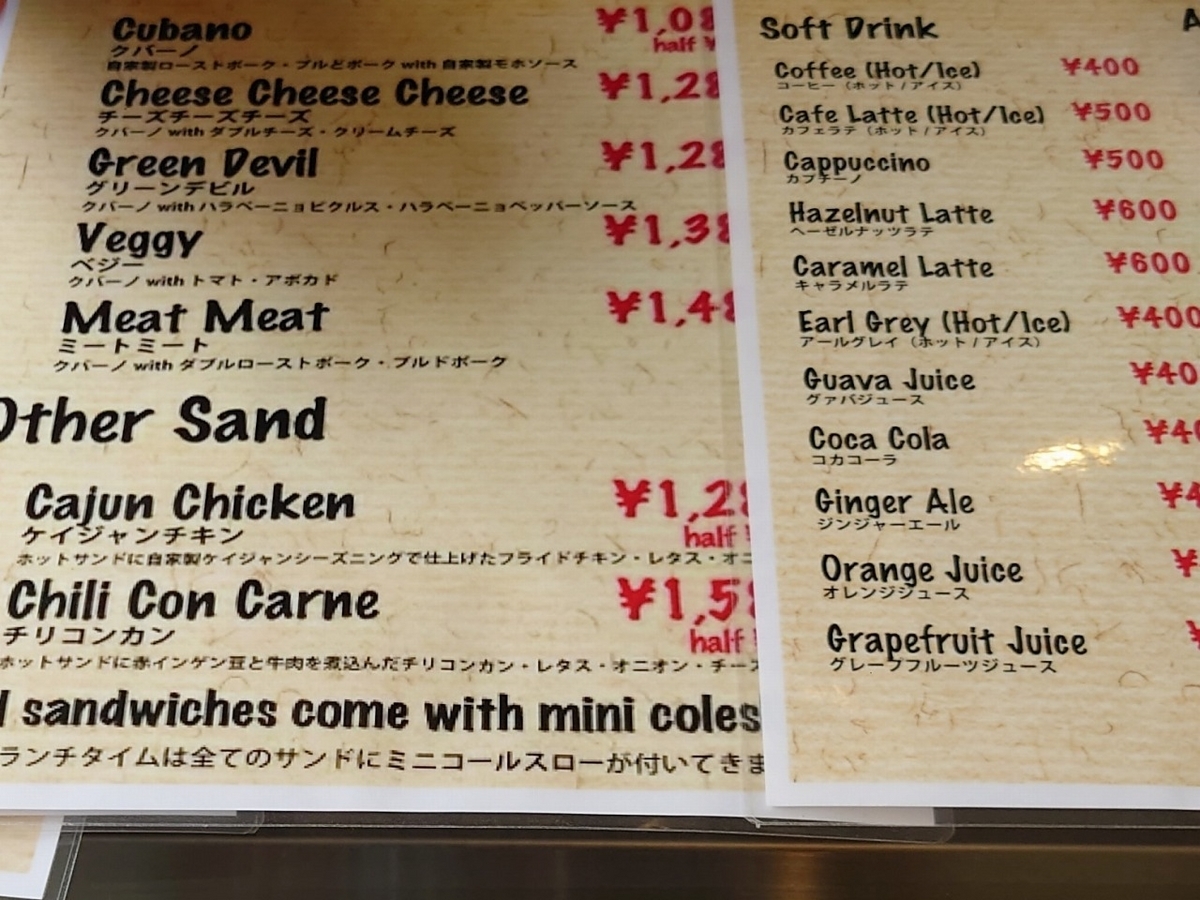 Cubano ¥1,08
クバーノ half ¥
自家製ローストポーク・プルドポーク with 自家製モホソース
Cheese Cheese Cheese ¥1,28
チーズチーズチーズ
クバーノ with ダブルチーズ・クリームチーズ
Green Devil ¥1,28
グリーンデビル
クバーノ with ハラペーニョピクルス・ハラペーニョペッパーソース
Veggy ¥1,38
ベジー
クバーノ with トマト・アボカド
Meat Meat ¥1,48
ミートミート
クバーノ with ダブルローストポーク・プルドポーク
Other Sand
Cajun Chicken ¥1,28
ケイジャンチキン half ¥
ホットサンドに自家製ケイジャンシーズニングで仕上げたフライドチキン・レタス・オニ
Chili Con Carne ¥1,58
チリコンカン half
ホットサンドに赤インゲン豆と牛肉を煮込んだチリコンカン・レタス・オニオン・チーズ
l sandwiches come with mini coles
ランチタイムは全てのサンドにミニコールスローが付いてきま
Soft Drink A
Coffee (Hot/Ice) ¥400
コーヒー（ホット/アイス）
Cafe Latte (Hot/Ice) ¥500
カフェラテ（ホット/アイス）
Cappuccino ¥500
カプチーノ
Hazelnut Latte ¥600
ヘーゼルナッツラテ
Caramel Latte ¥600
キャラメルラテ
Earl Grey (Hot/Ice) ¥400
アールグレイ（ホット/アイス）
Guava Juice ¥40
グァバジュース
Coca Cola ¥40
コカコーラ
Ginger Ale ¥4
ジンジャーエール
Orange Juice ¥
オレンジジュース
Grapefruit Juice ¥
グレープフルーツジュース